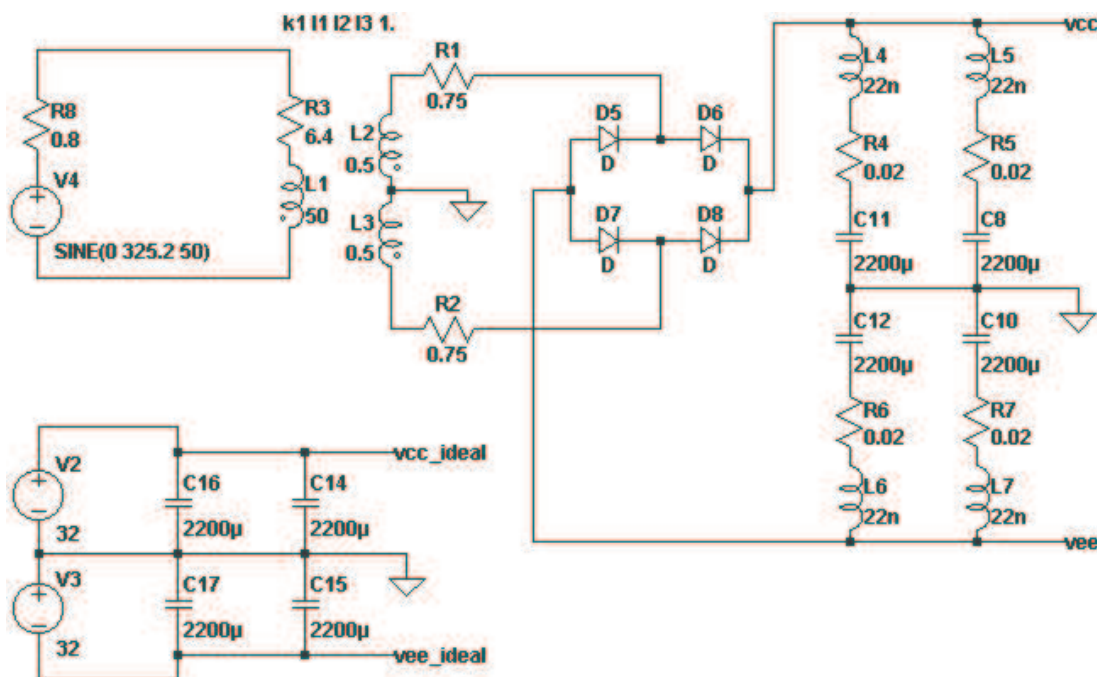 k1 l1 l2 l3 1.
R8
0.8
V4
SINE(0 325.2 50)
R3
6.4
L1
50
L2
0.5
L3
0.5
R1
0.75
R2
0.75
D5
D
D6
D
D7
D
D8
D
vcc
L4
22n
L5
22n
R4
0.02
R5
0.02
C11
2200µ
C8
2200µ
C12
2200µ
C10
2200µ
R6
0.02
R7
0.02
L6
22n
L7
22n
vee
V2
32
V3
32
C16
2200µ
C14
2200µ
C17
2200µ
C15
2200µ
vcc_ideal
vee_ideal